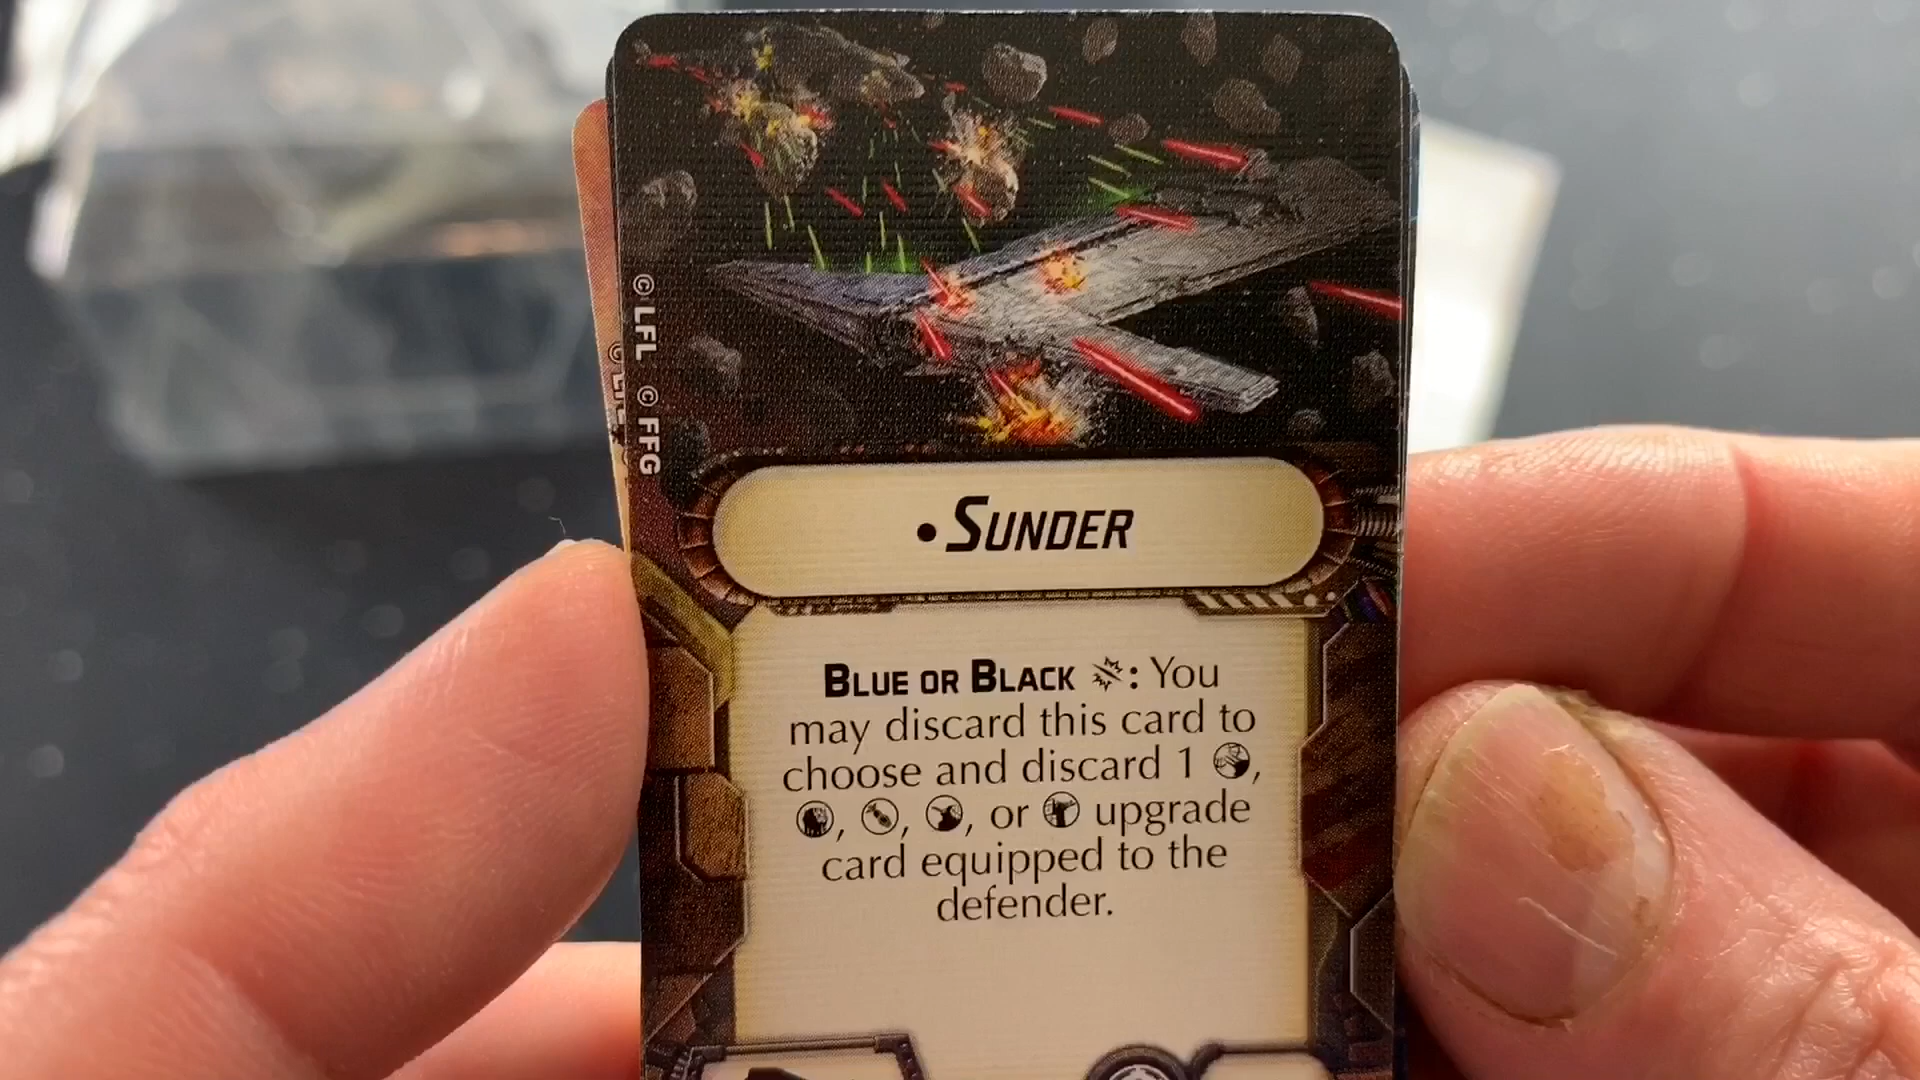 © LFL © FFG
• SUNDER
BLUE OR BLACK : You
may discard this card to
choose and discard 1 ,
, , , or upgrade
card equipped to the
defender.